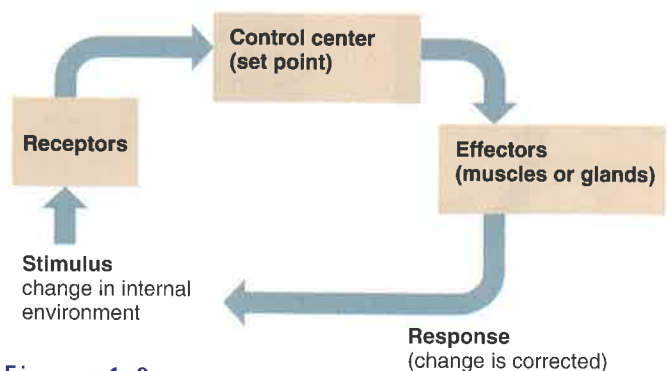 Control center
(set point)
Receptors
Effectors
(muscles or glands)
Stimulus
change in internal
environment
Response
(change is corrected)